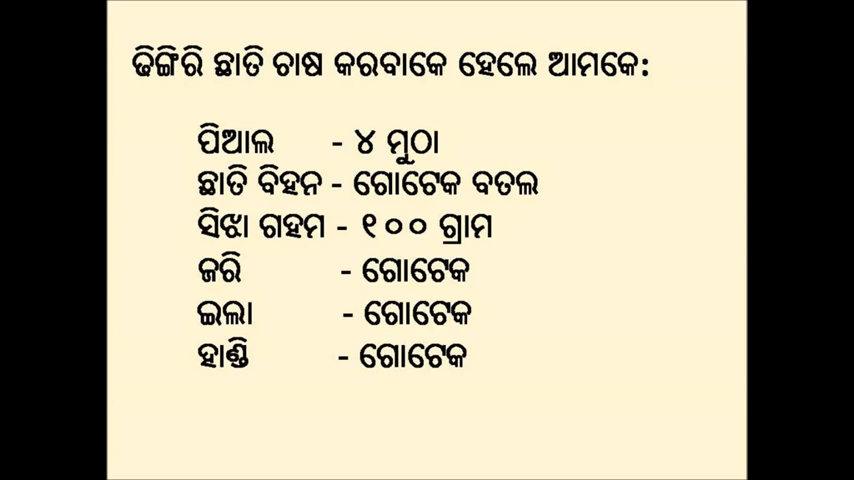 ଢିଙ୍ଗିରି ଛାତି ଚାଷ କରବାକେ ହେଲେ ଆମକେ:
ପିଆଲ - ୪ ମୁଠା
ଛାତି ବିହନ - ଗୋଟେକ ବତଲ
ସିଝା ଗହମ - ୧୦୦ ଗ୍ରାମ
ଜରି - ଗୋଟେକ
ଇଲା - ଗୋଟେକ
ହାଣ୍ଡି - ଗୋଟେକ